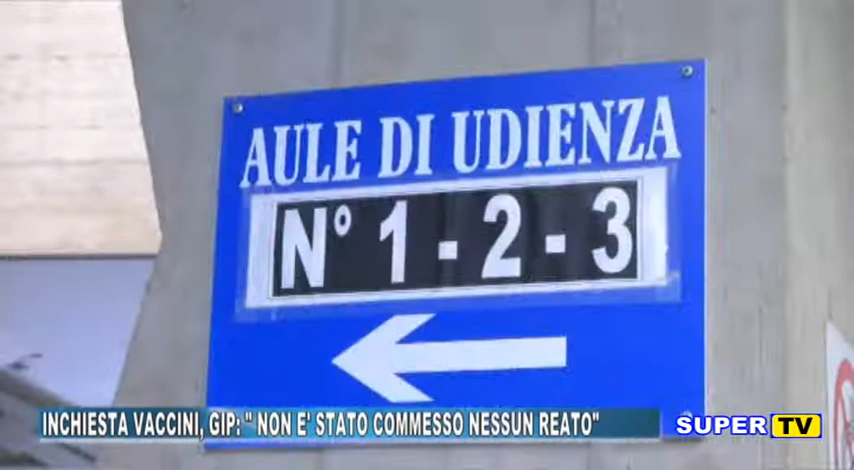 AULE DI UDIENZA
N° 1 - 2 - 3
INCHIESTA VACCINI, GIP: " NON E' STATO COMMESSO NESSUN REATO"
SUPER TV